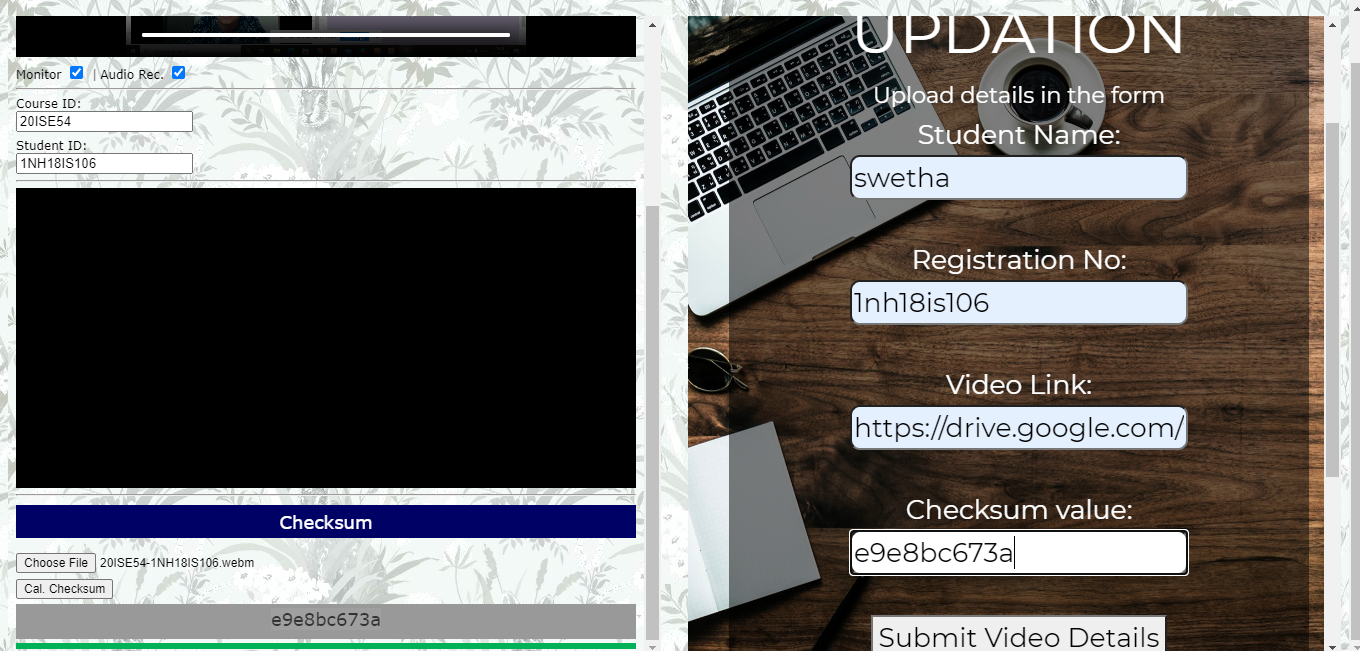 Monitor | Audio Rec.
Course ID:
20ISE54
Student ID:
1NH18IS106
Checksum
Choose File 20ISE54-1NH18IS106.webm
Cal. Checksum
e9e8bc673a
UPDATION
Upload details in the form
Student Name:
swetha
Registration No:
1nh18is106
Video Link:
https://drive.google.com/
Checksum value:
e9e8bc673a
Submit Video Details